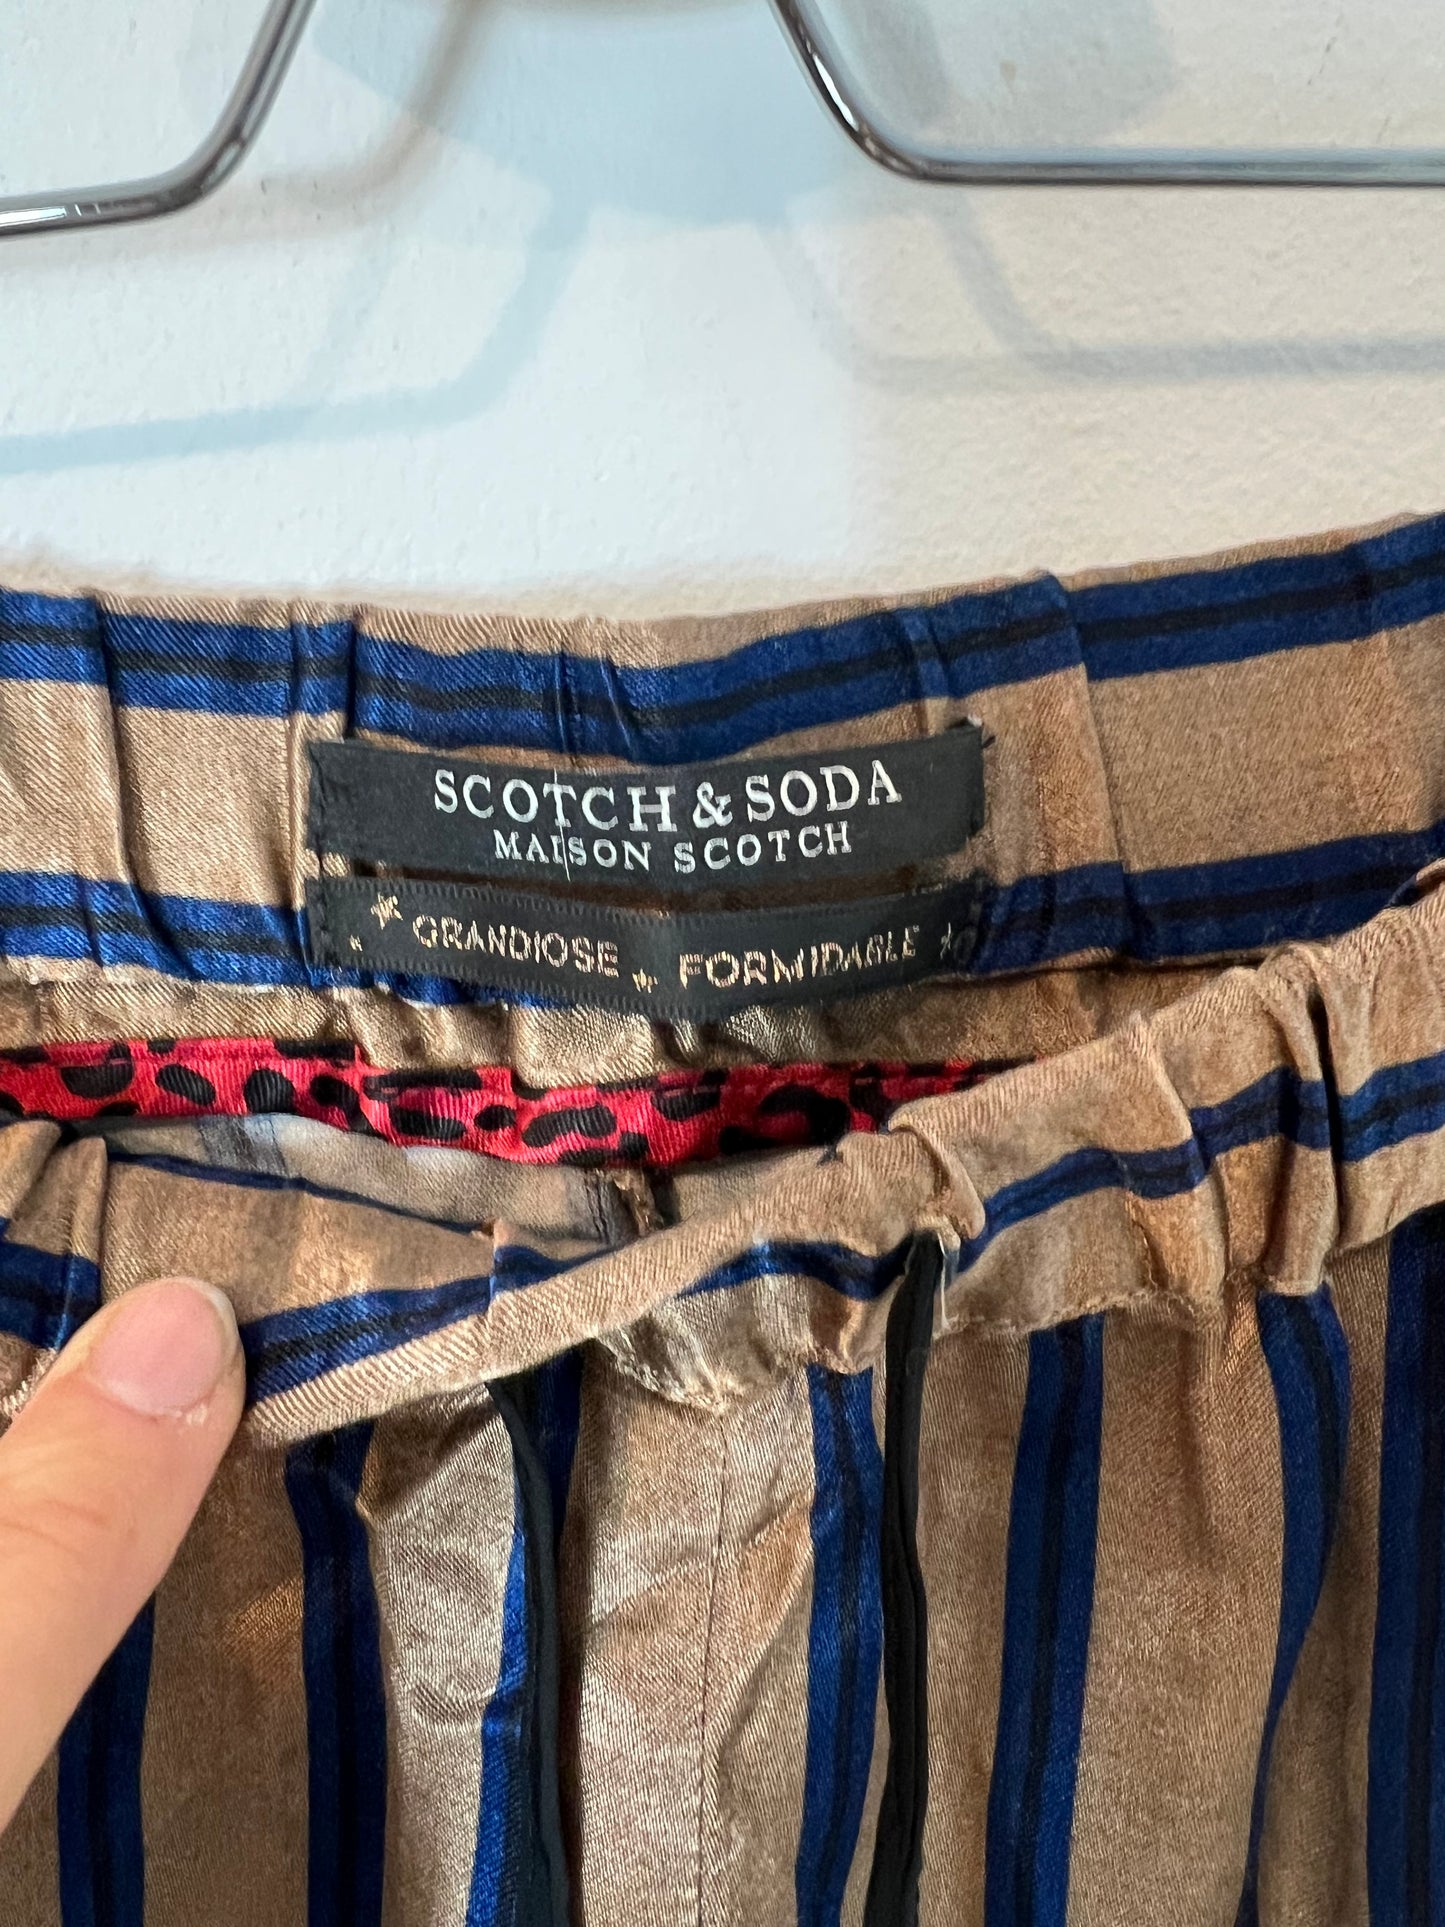 SCOTCH & SODA
MAISON SCOTCH
GRANDIOSE FORMIDABLE